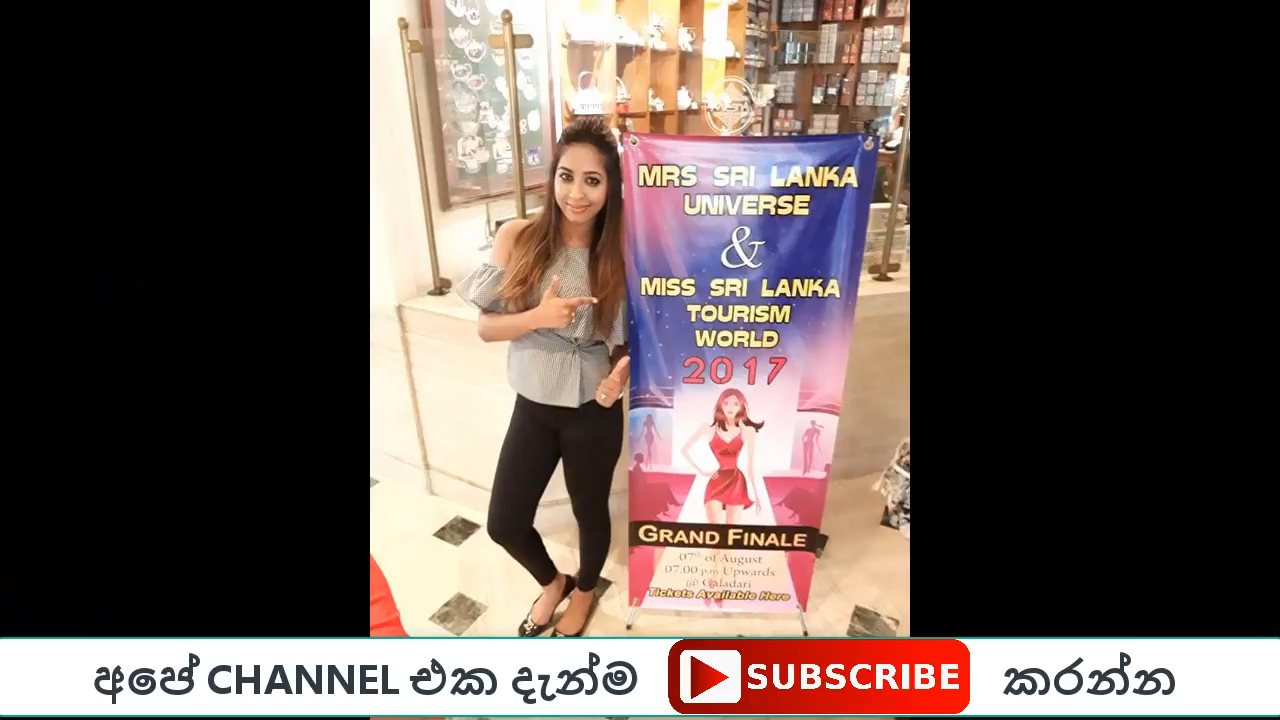 MRS SRI LANKA
UNIVERSE
&
MISS SRI LANKA
TOURISM
WORLD
2017
GRAND FINALE
07th of August
07.00 p.m Upwards
@ Galadari
Tickets Available Here
අපේ CHANNEL එක දැන්ම SUBSCRIBE කරන්න